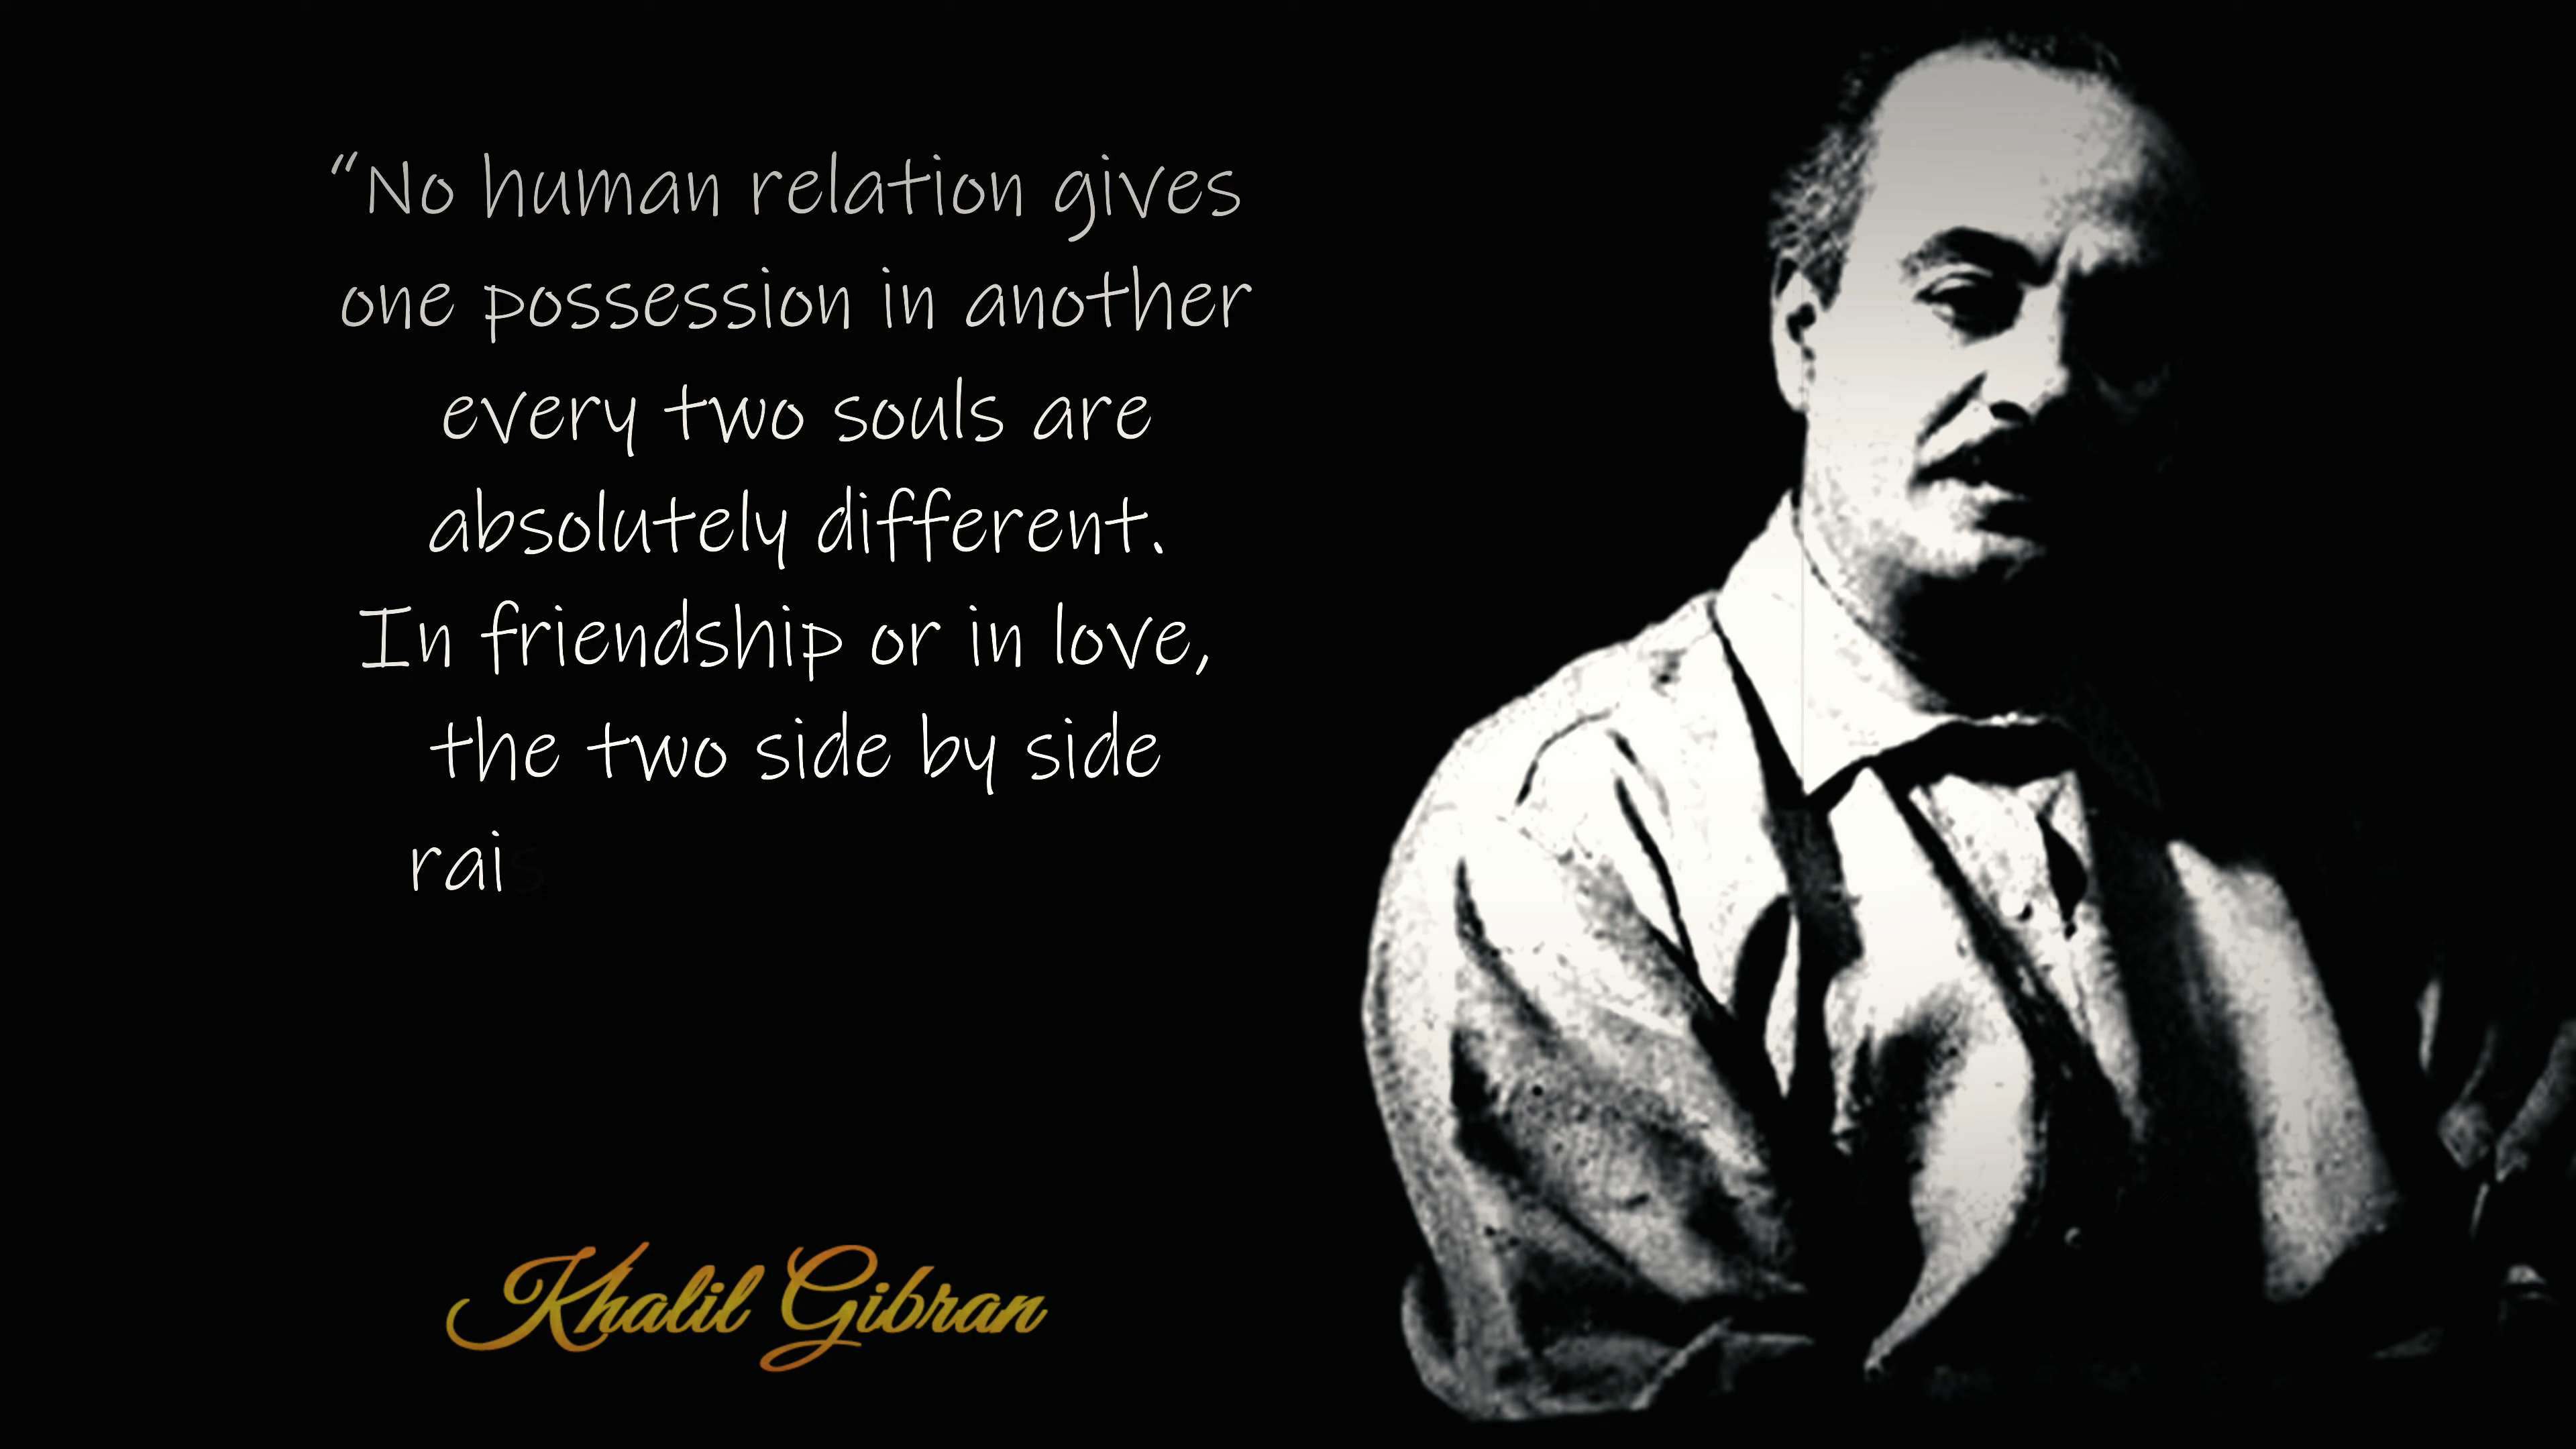 “No human relation gives
one possession in another
every two souls are
absolutely different.
In friendship or in love,
the two side by side
rais
Khalil Gibran